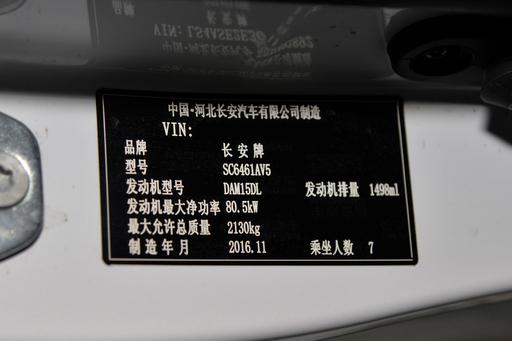 中国·河北长安汽车有限公司制造
VIN:
品牌 长安牌
型号 SC6461AV5
发动机型号 DAM15DL 发动机排量 1498ml
发动机最大净功率 80.5kW
最大允许总质量 2130kg
制造年月 2016.11 乘坐人数 7